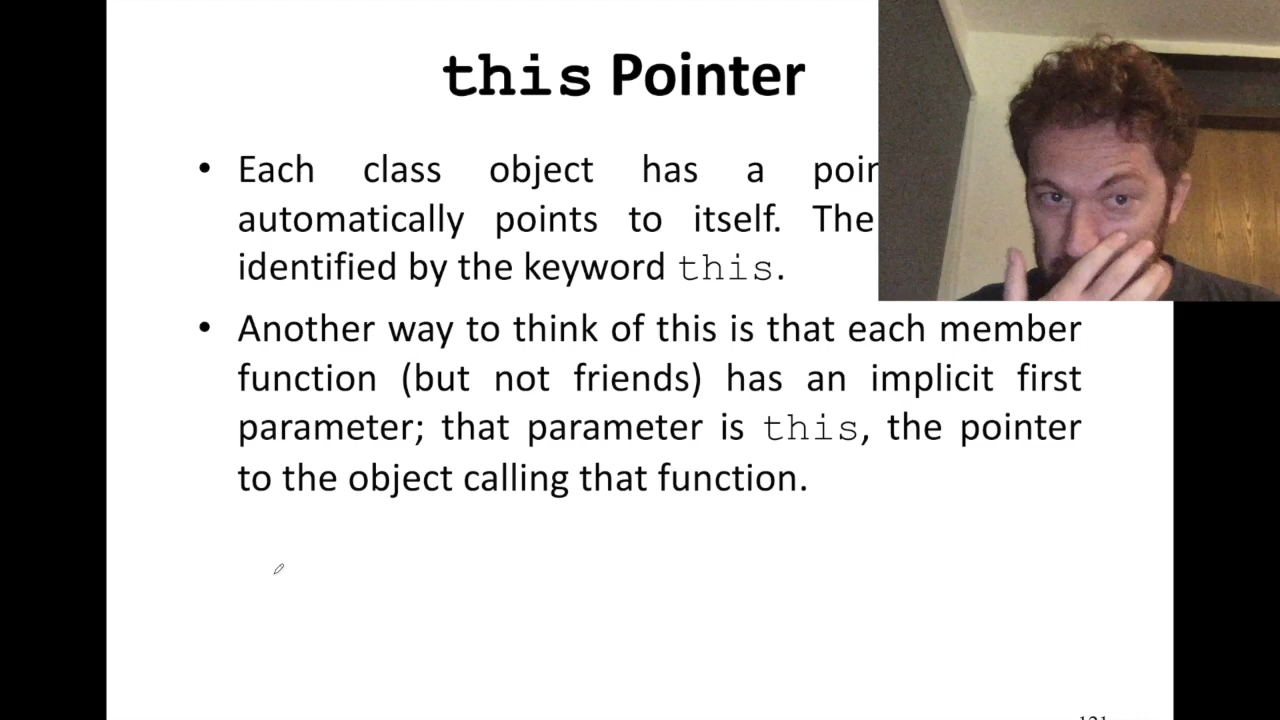 this Pointer
• Each class object has a
automatically points to itself. The
identified by the keyword this.
• Another way to think of this is that each member
function (but not friends) has an implicit first
parameter; that parameter is this, the pointer
to the object calling that function.